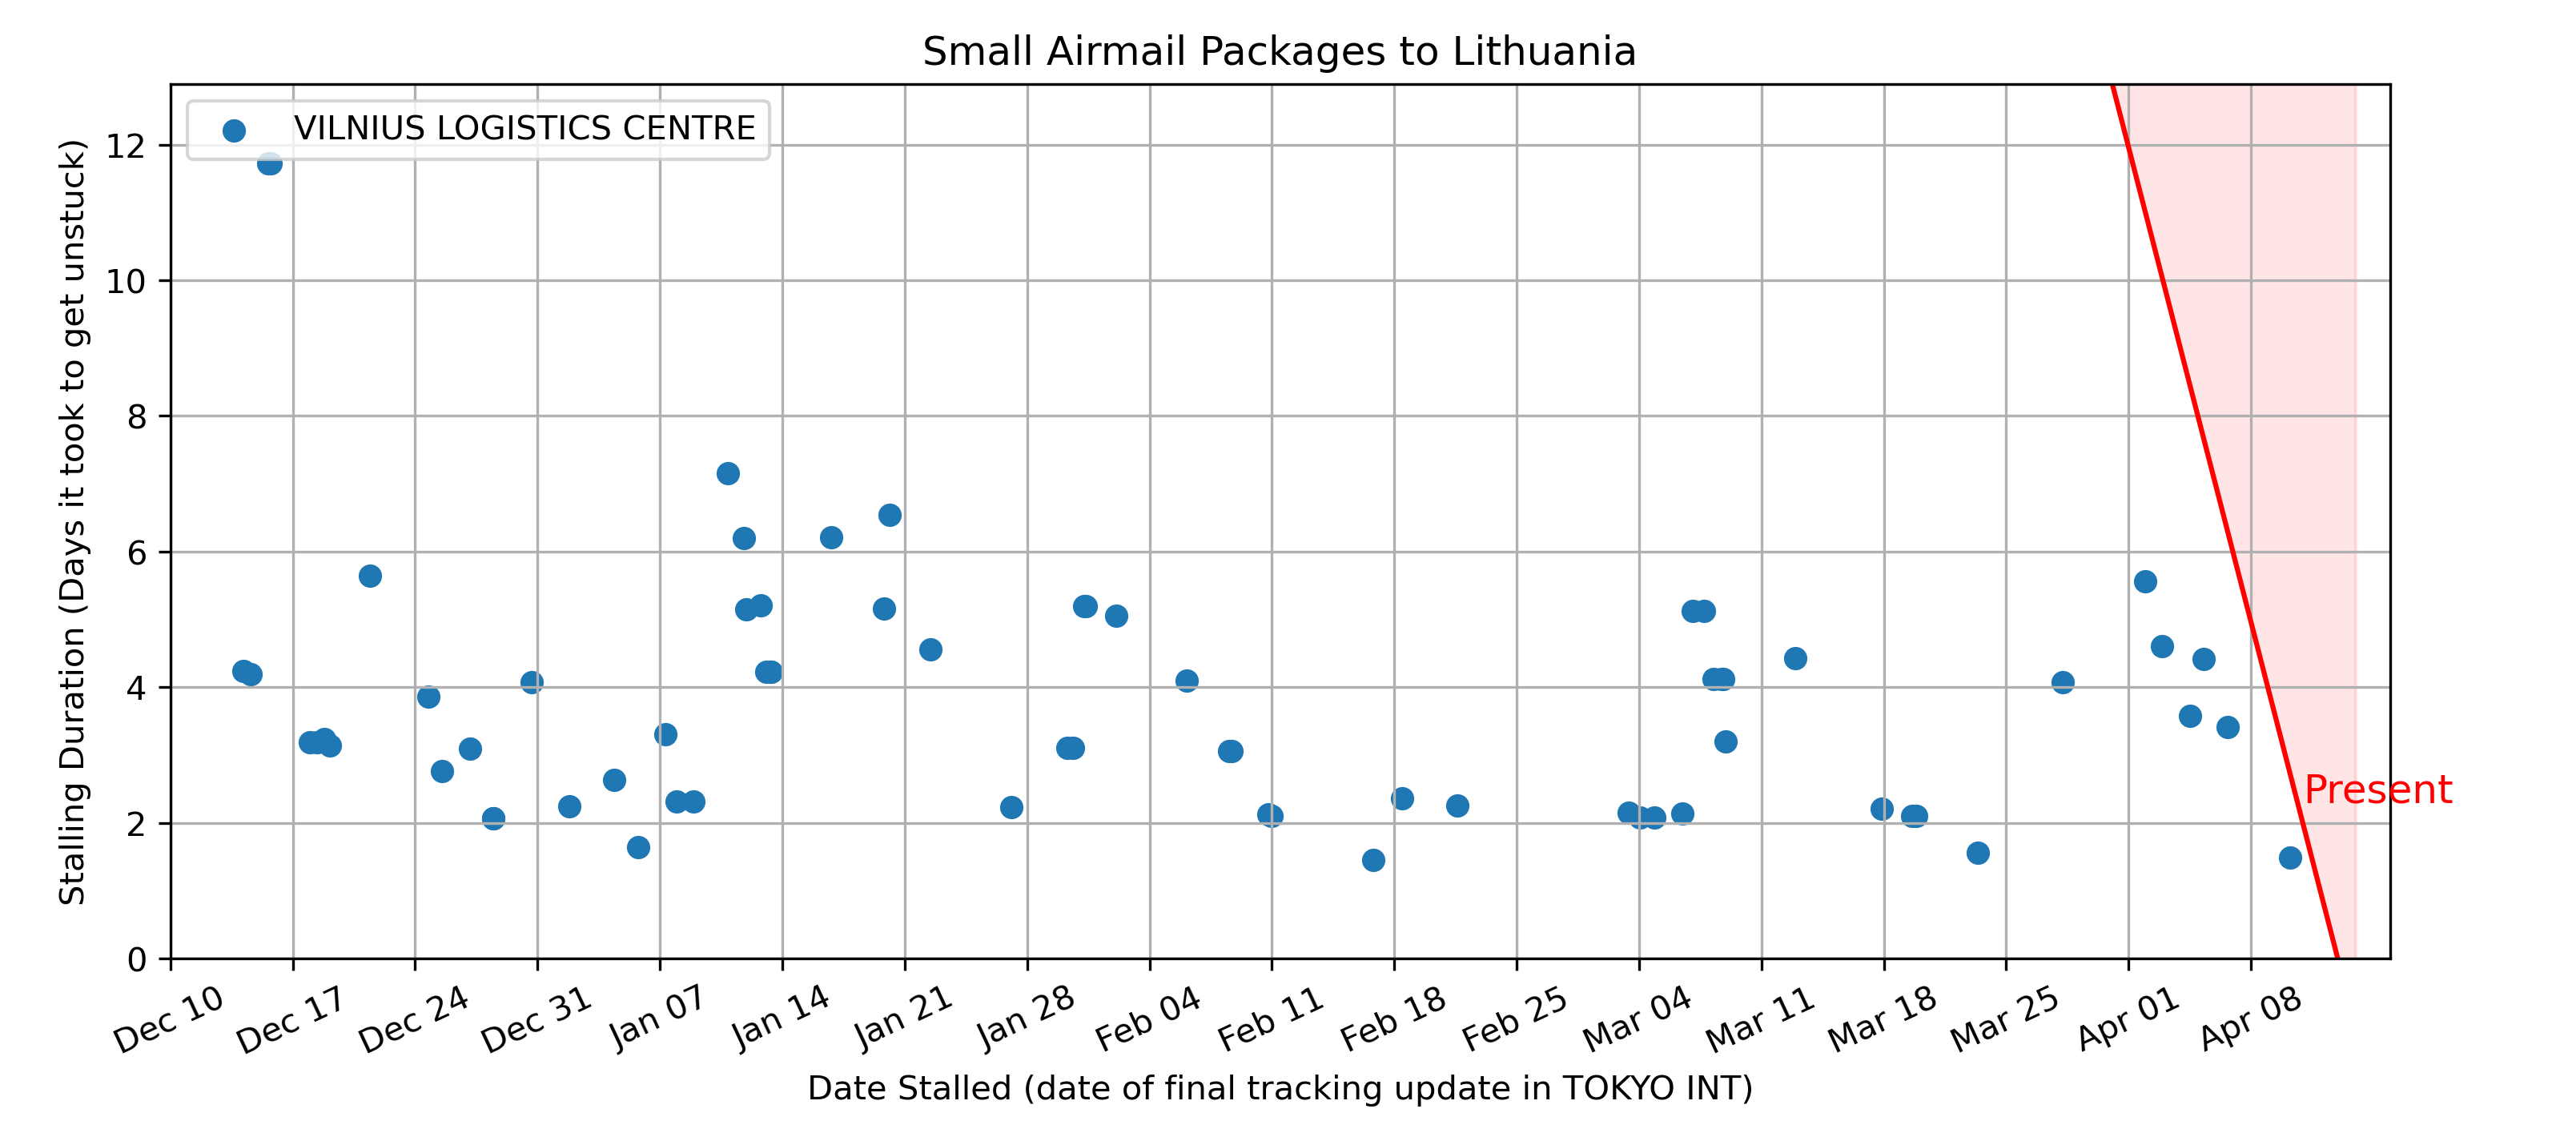 Small Airmail Packages to Lithuania
VILNIUS LOGISTICS CENTRE
Stalling Duration (Days it took to get unstuck)
12
10
8
6
4
2
0
Present
Dec 10
Dec 17
Dec 24
Dec 31
Jan 07
Jan 14
Jan 21
Jan 28
Feb 04
Feb 11
Feb 18
Feb 25
Mar 04
Mar 11
Mar 18
Mar 25
Apr 01
Apr 08
Date Stalled (date of final tracking update in TOKYO INT)